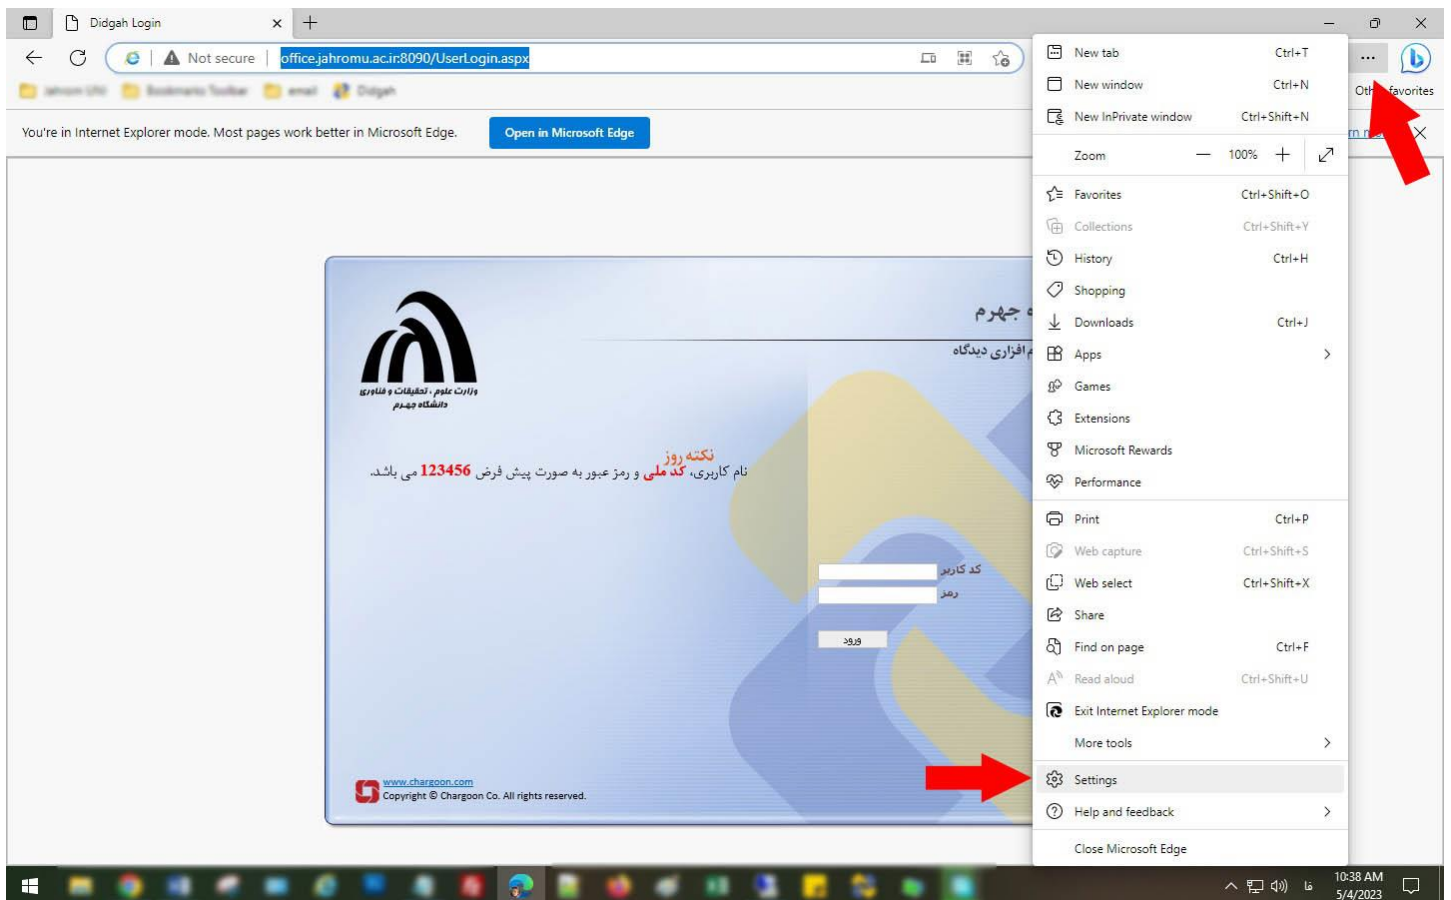 Didgah Login
Not secure
office.jahromu.ac.ir:8090/UserLogin.aspx
Jahrom UNI
Bookmarks Toolbar
email
Didgah
favorites
You're in Internet Explorer mode. Most pages work better in Microsoft Edge.
Open in Microsoft Edge
New tab Ctrl+T
New window Ctrl+N
New InPrivate window Ctrl+Shift+N
Zoom 100%
Favorites Ctrl+Shift+O
Collections Ctrl+Shift+Y
History Ctrl+H
Shopping
Downloads Ctrl+J
Apps
Games
Extensions
Microsoft Rewards
Performance
Print Ctrl+P
Web capture Ctrl+Shift+S
Web select Ctrl+Shift+X
Share
Find on page Ctrl+F
Read aloud Ctrl+Shift+U
Exit Internet Explorer mode
More tools
Settings
Help and feedback
Close Microsoft Edge
ه جهرم
م افزاری دیدگاه
وزارت علوم ، تحقیقات و فناوری
دانشگاه جهرم
نکته روز
نام کاربری، کد ملی و رمز عبور به صورت پیش فرض 123456 می باشد.
کد کاربر
رمز
ورود
www.chargoon.com
Copyright © Chargoon Co. All rights reserved.
فا
10:38 AM
5/4/2023